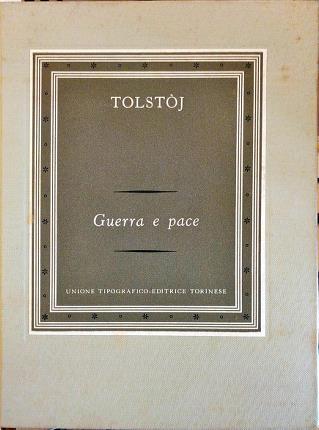 TOLSTÒJ
Guerra e pace
UNIONE TIPOGRAFICO-EDITRICE TORINESE